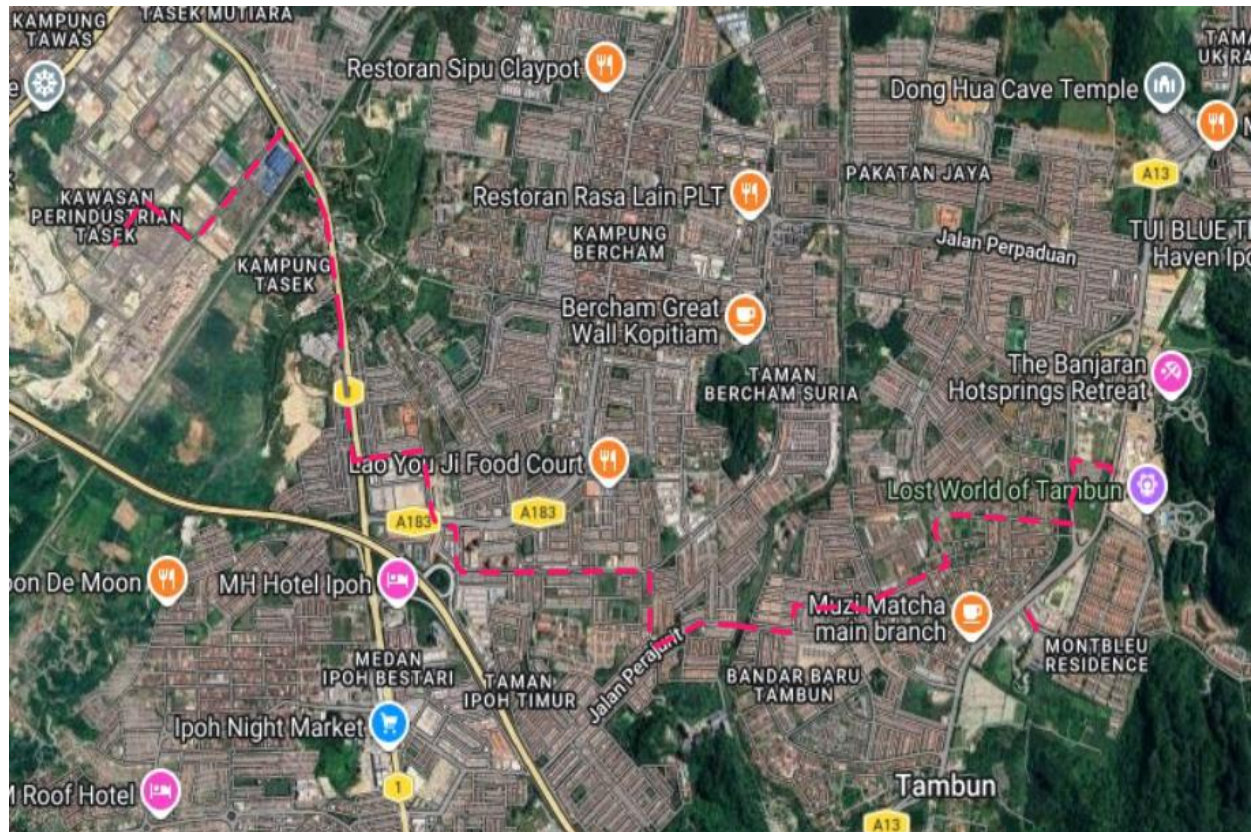 KAMPUNG
TAWAS
TASEK MUTIARA
Restoran Sipu Claypot
Dong Hua Cave Temple
TAMA
UK RA
e
N
A13
KAWASAN
PERINDUSTRIAN
TASEK
Restoran Rasa Lain PLT
PAKATAN JAYA
KAMPUNG
BERCHAM
Jalan Perpaduan
TUI BLUE T
Haven Ipo
KAMPUNG
TASEK
Bercham Great
Wall Kopitiam
TAMAN
BERCHAM SURIA
The Banjaran
Hotsprings Retreat
Lao You Ji Food Court
Lost World of Tambun
A183
A183
oon De Moon
MH Hotel Ipoh
Muzi Matcha
main branch
MEDAN
IPOH BESTARI
TAMAN
IPOH TIMUR
Jalan Perajurit
BANDAR BARU
TAMBUN
MONTBLEU
RESIDENCE
Ipoh Night Market
1
Roof Hotel
Tambun
A13